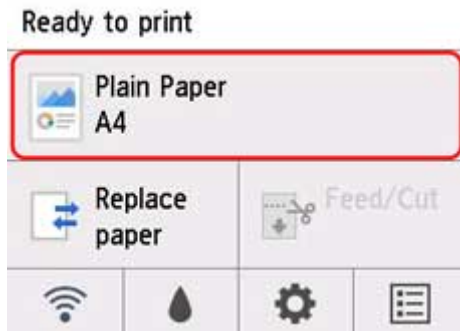 Ready to print
Plain Paper
A4
Replace
paper
Feed/Cut